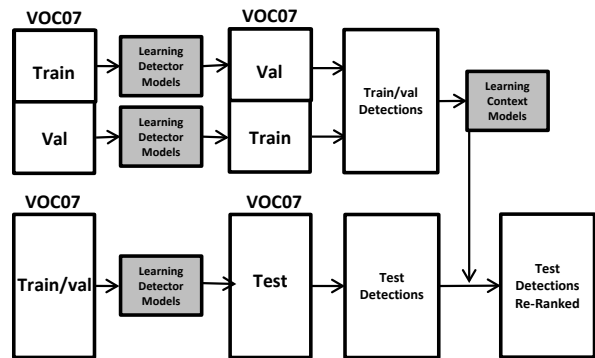 VOC07
VOC07
Train
Learning
Detector
Models
Val
Train/val
Detections
Learning
Context
Models
Val
Learning
Detector
Models
Train
VOC07
VOC07
Train/val
Learning
Detector
Models
Test
Test
Detections
Test
Detections
Re-Ranked